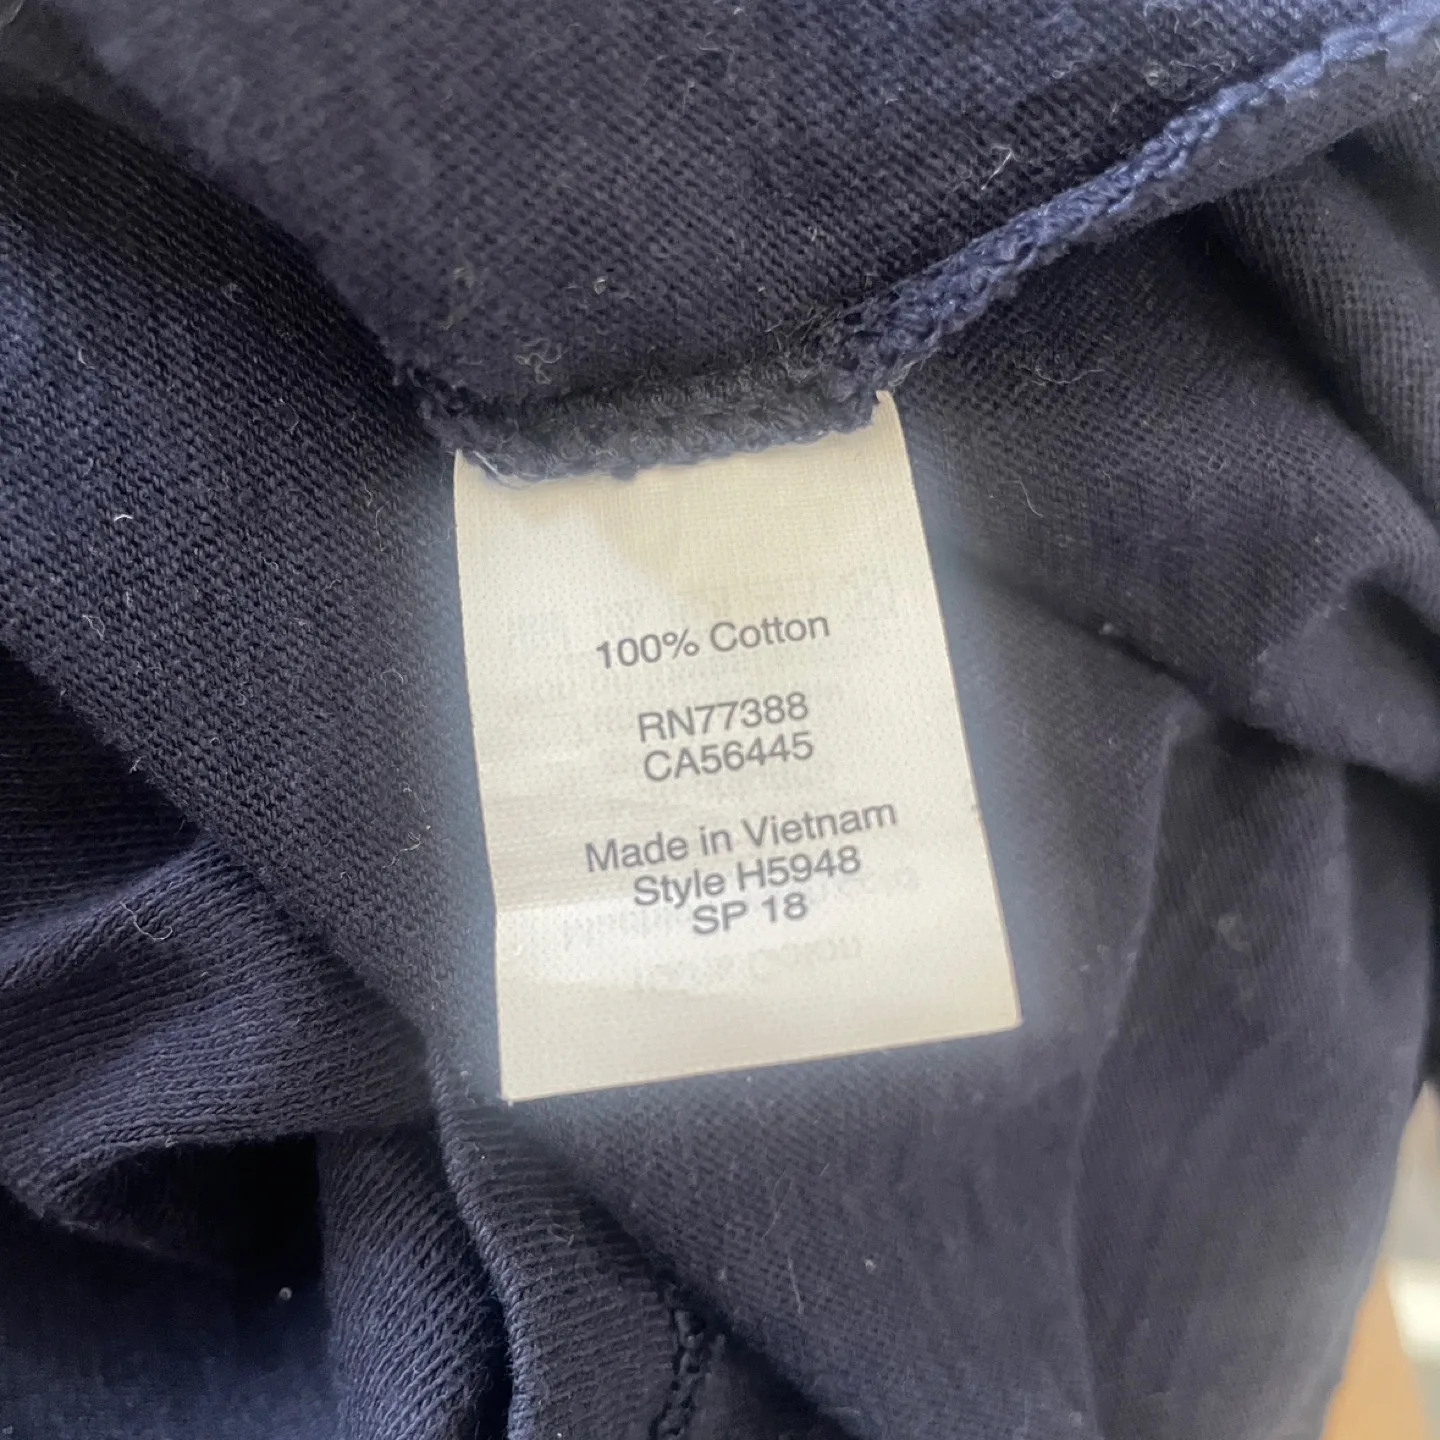 100% Cotton
RN77388
CA56445
Made in Vietnam
Style H5948
SP 18